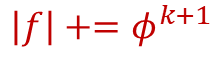 |f| += ϕ^{k+1}